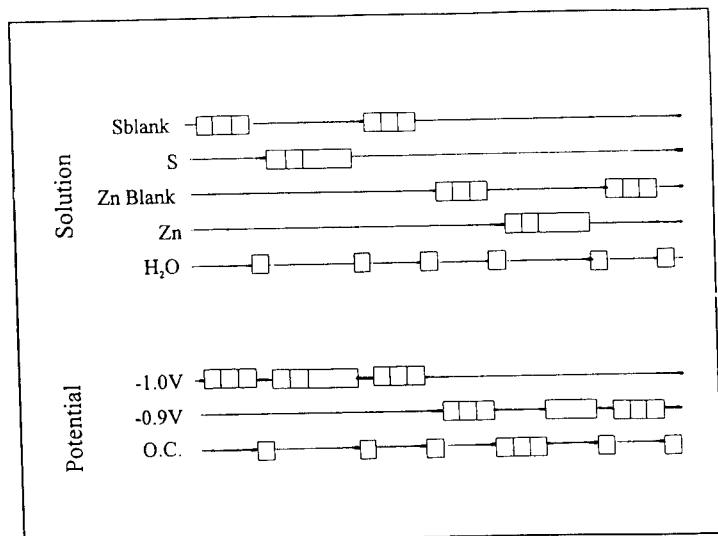 Solution
Sblank
S
Zn Blank
Zn
H₂O
Potential
-1.0V
-0.9V
O.C.